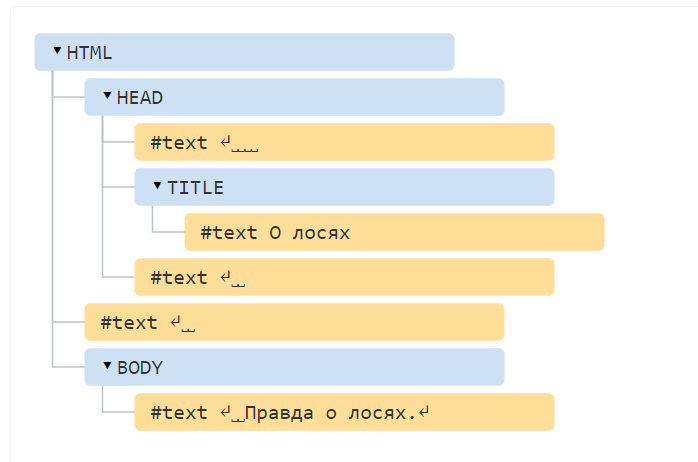 ▼ HTML
▼ HEAD
#text ↵␣␣␣␣
▼ TITLE
#text О лосях
#text ↵␣␣
#text ↵␣␣
▼ BODY
#text ↵␣␣Правда о лосях.↵